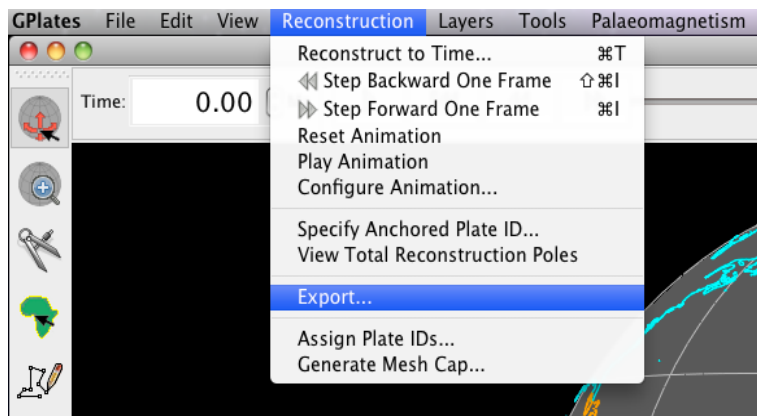 GPlates File Edit View Reconstruction Layers Tools Palaeomagnetism
Time: 0.00
Reconstruct to Time... ⌘T
Step Backward One Frame ⇧⌘I
Step Forward One Frame ⌘I
Reset Animation
Play Animation
Configure Animation...
Specify Anchored Plate ID...
View Total Reconstruction Poles
Export...
Assign Plate IDs...
Generate Mesh Cap...